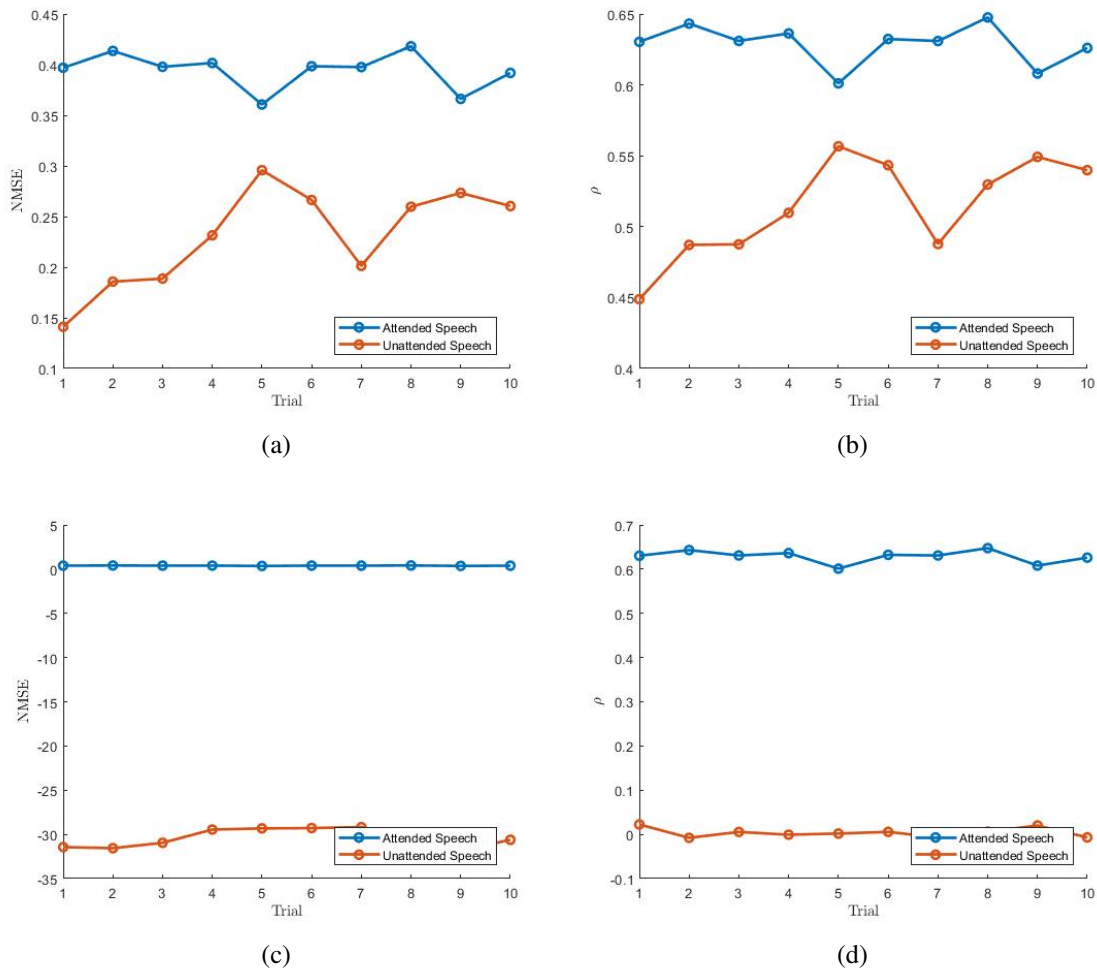 0.45
0.4
0.35
0.3
0.25
0.2
0.15
0.1
NMSE
1 2 3 4 5 6 7 8 9 10
Trial
Attended Speech
Unattended Speech
(a)
0.65
0.6
0.55
0.5
0.45
0.4
ρ
1 2 3 4 5 6 7 8 9 10
Trial
Attended Speech
Unattended Speech
(b)
5
0
-5
-10
-15
-20
-25
-30
-35
NMSE
1 2 3 4 5 6 7 8 9 10
Trial
Attended Speech
Unattended Speech
(c)
0.7
0.6
0.5
0.4
0.3
0.2
0.1
0
-0.1
ρ
1 2 3 4 5 6 7 8 9 10
Trial
Attended Speech
Unattended Speech
(d)